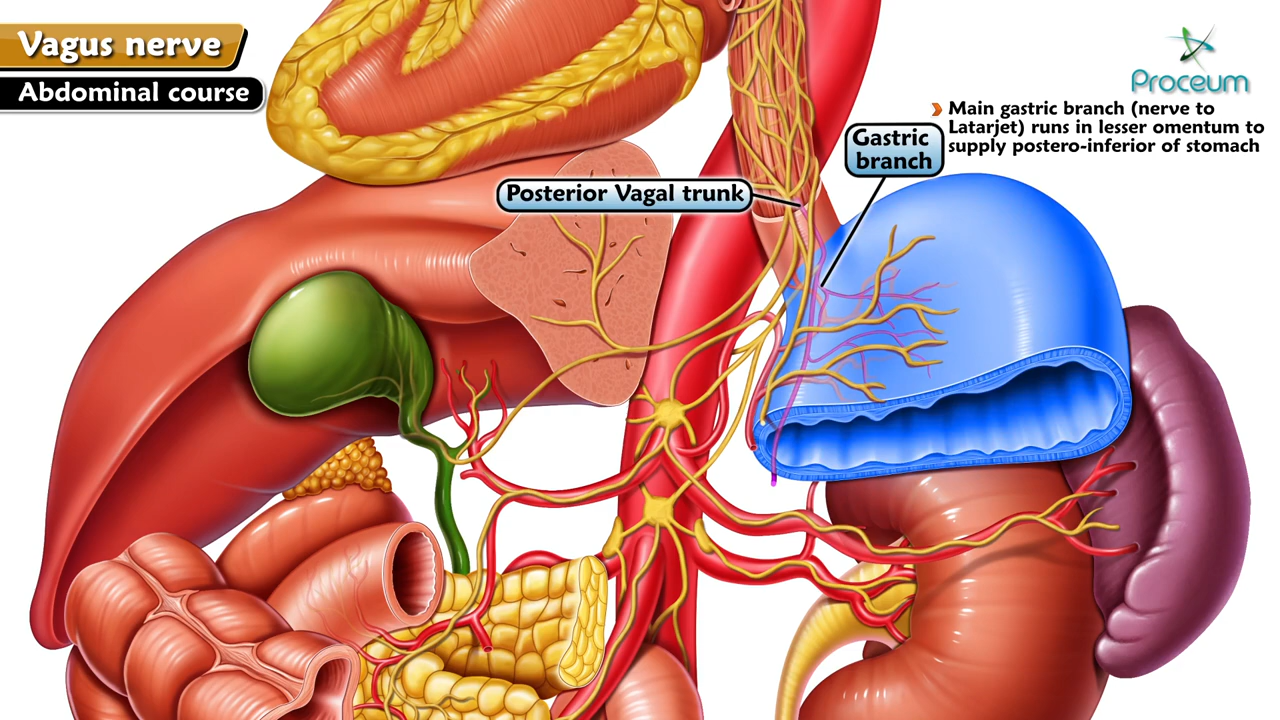 Vagus nerve
Abdominal course
Proceum
Main gastric branch (nerve to
Latarjet) runs in lesser omentum to
supply postero-inferior of stomach
Gastric
branch
Posterior Vagal trunk